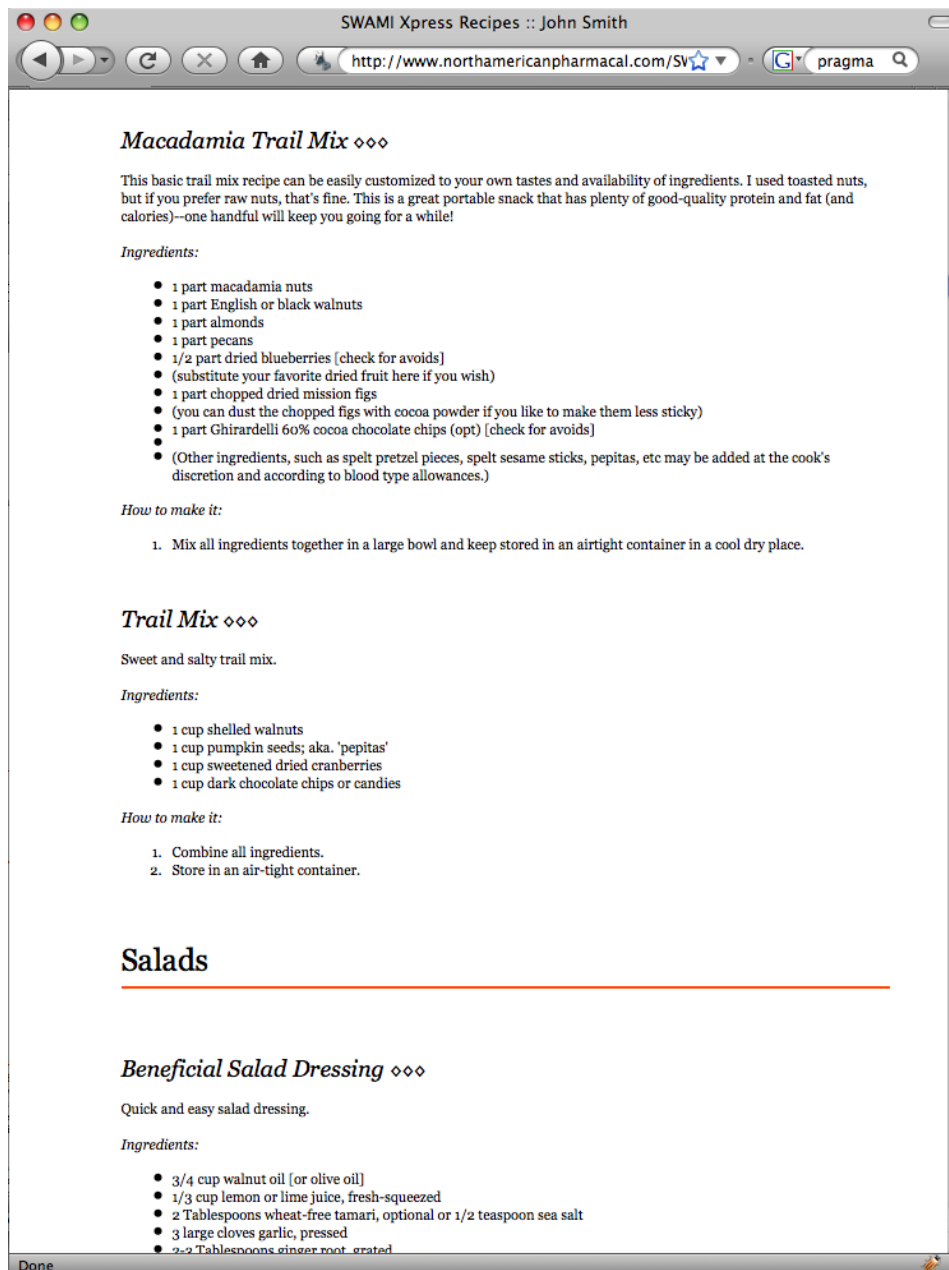 SWAMI Xpress Recipes :: John Smith
http://www.northamericanpharmacal.com/SW
G pragma
Macadamia Trail Mix ◇◇◇
This basic trail mix recipe can be easily customized to your own tastes and availability of ingredients. I used toasted nuts,
but if you prefer raw nuts, that's fine. This is a great portable snack that has plenty of good-quality protein and fat (and
calories)--one handful will keep you going for a while!
Ingredients:
● 1 part macadamia nuts
● 1 part English or black walnuts
● 1 part almonds
● 1 part pecans
● 1/2 part dried blueberries [check for avoids]
● (substitute your favorite dried fruit here if you wish)
● 1 part chopped dried mission figs
● (you can dust the chopped figs with cocoa powder if you like to make them less sticky)
● 1 part Ghirardelli 60% cocoa chocolate chips (opt) [check for avoids]
●
● (Other ingredients, such as spelt pretzel pieces, spelt sesame sticks, pepitas, etc may be added at the cook's
discretion and according to blood type allowances.)
How to make it:
1. Mix all ingredients together in a large bowl and keep stored in an airtight container in a cool dry place.
Trail Mix ◇◇◇
Sweet and salty trail mix.
Ingredients:
● 1 cup shelled walnuts
● 1 cup pumpkin seeds; aka. 'pepitas'
● 1 cup sweetened dried cranberries
● 1 cup dark chocolate chips or candies
How to make it:
1. Combine all ingredients.
2. Store in an air-tight container.
Salads
Beneficial Salad Dressing ◇◇◇
Quick and easy salad dressing.
Ingredients:
● 3/4 cup walnut oil [or olive oil]
● 1/3 cup lemon or lime juice, fresh-squeezed
● 2 Tablespoons wheat-free tamari, optional or 1/2 teaspoon sea salt
● 3 large cloves garlic, pressed
● 2-3 Tablespoons ginger root, grated
Done